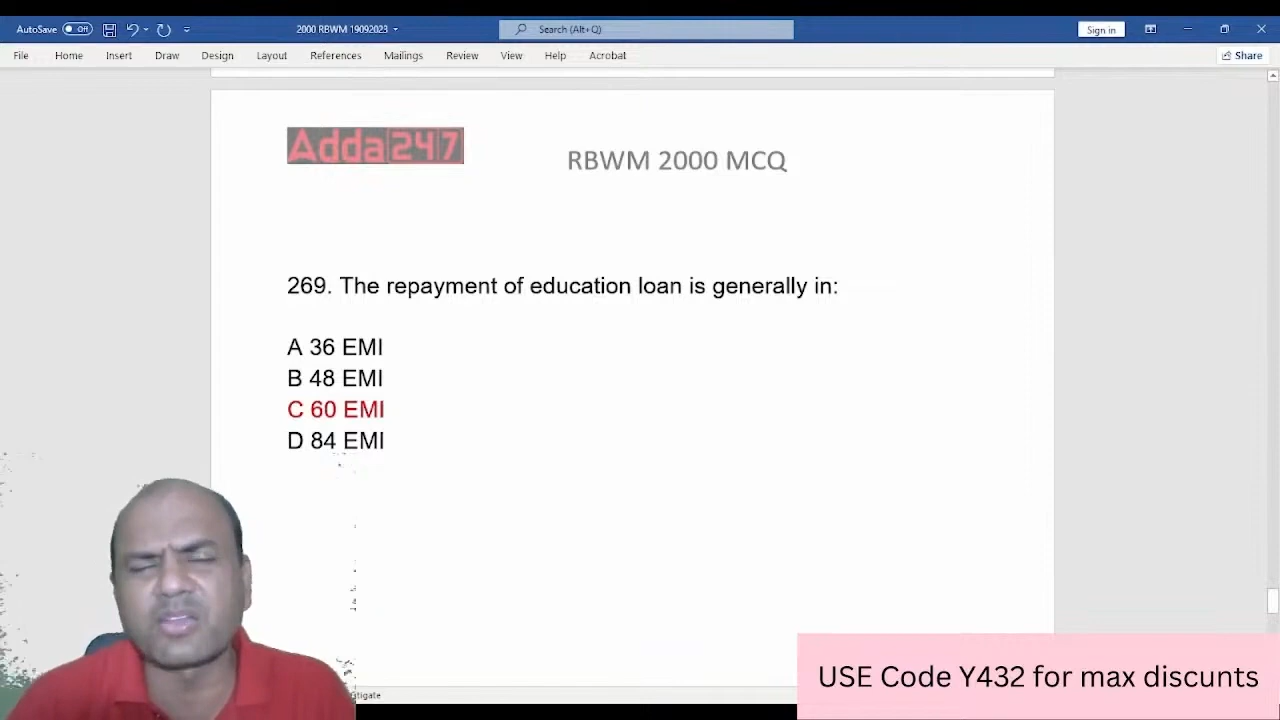 AutoSave Off 2000 RBWM 19092023 Search (Alt+Q) Sign in
File Home Insert Draw Design Layout References Mailings Review View Help Acrobat Share
Adda247
RBWM 2000 MCQ
269. The repayment of education loan is generally in:
A 36 EMI
B 48 EMI
C 60 EMI
D 84 EMI
USE Code Y432 for max discunts